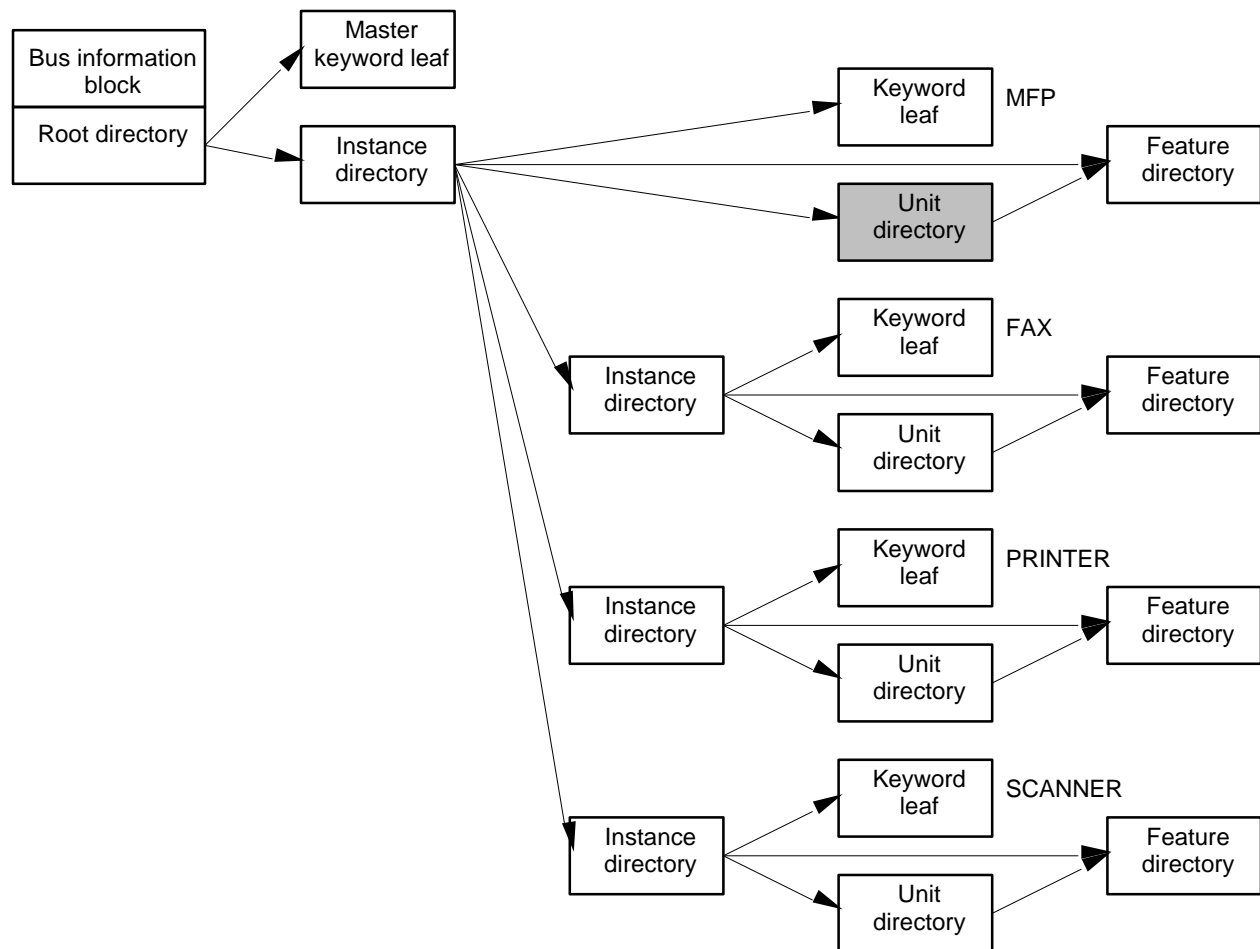 Bus information
block
Root directory
Master
keyword leaf
Instance
directory
Keyword
leaf
MFP
Unit
directory
Feature
directory
Instance
directory
Keyword
leaf
FAX
Unit
directory
Feature
directory
Instance
directory
Keyword
leaf
PRINTER
Unit
directory
Feature
directory
Instance
directory
Keyword
leaf
SCANNER
Unit
directory
Feature
directory